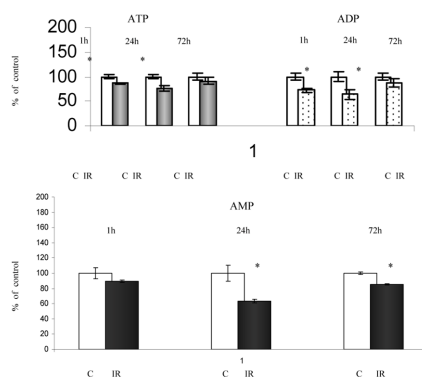 ATP ADP
200
150
100
50
0
% of control
1h 24h 72h 1h 24h 72h
* * * *
1
C IR C IR C IR C IR C IR C IR
AMP
200
180
160
140
120
100
80
60
40
20
0
% of control
1h 24h 72h
* *
1
C IR C IR C IR